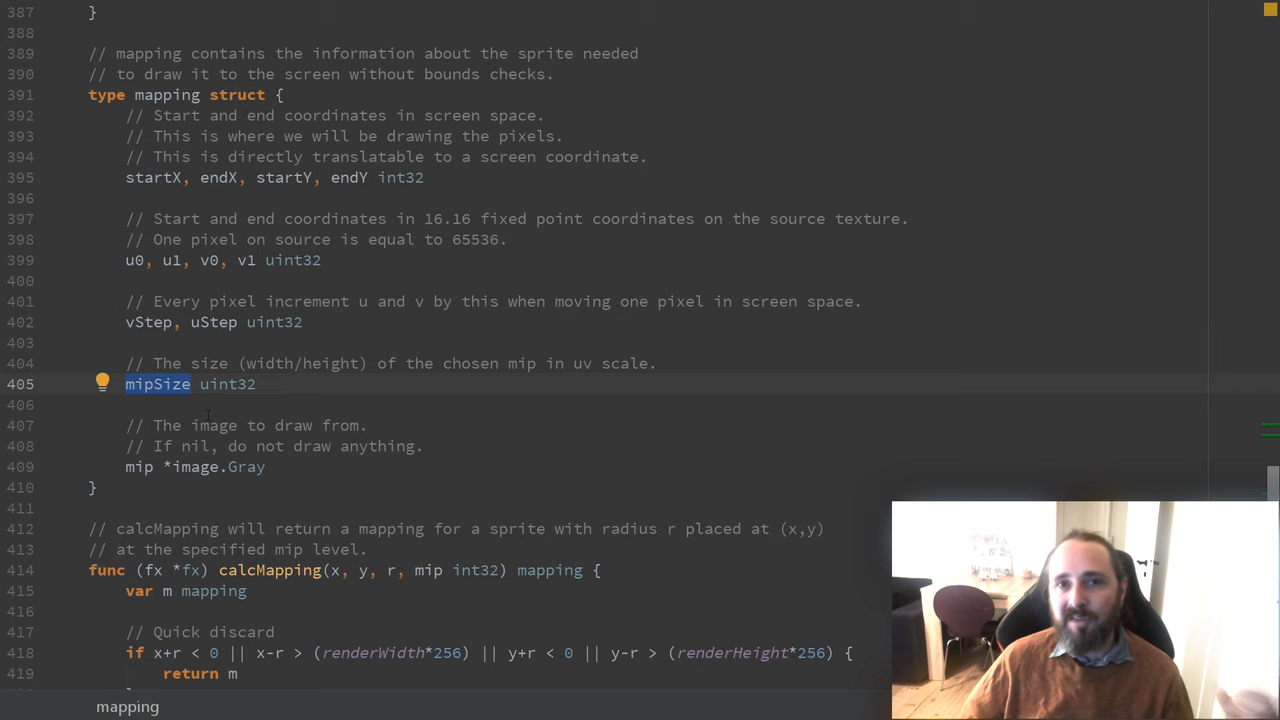 387 }
388
389 // mapping contains the information about the sprite needed
390 // to draw it to the screen without bounds checks.
391 type mapping struct {
392 // Start and end coordinates in screen space.
393 // This is where we will be drawing the pixels.
394 // This is directly translatable to a screen coordinate.
395 startX, endX, startY, endY int32
396
397 // Start and end coordinates in 16.16 fixed point coordinates on the source texture.
398 // One pixel on source is equal to 65536.
399 u0, u1, v0, v1 uint32
400
401 // Every pixel increment u and v by this when moving one pixel in screen space.
402 vStep, uStep uint32
403
404 // The size (width/height) of the chosen mip in uv scale.
405 mipSize uint32
406
407 // The image to draw from.
408 // If nil, do not draw anything.
409 mip *image.Gray
410 }
411
412 // calcMapping will return a mapping for a sprite with radius r placed at (x,y)
413 // at the specified mip level.
414 func (fx *fx) calcMapping(x, y, r, mip int32) mapping {
415 var m mapping
416
417 // Quick discard
418 if x+r < 0 || x-r > (renderWidth*256) || y+r < 0 || y-r > (renderHeight*256) {
419 return m
mapping